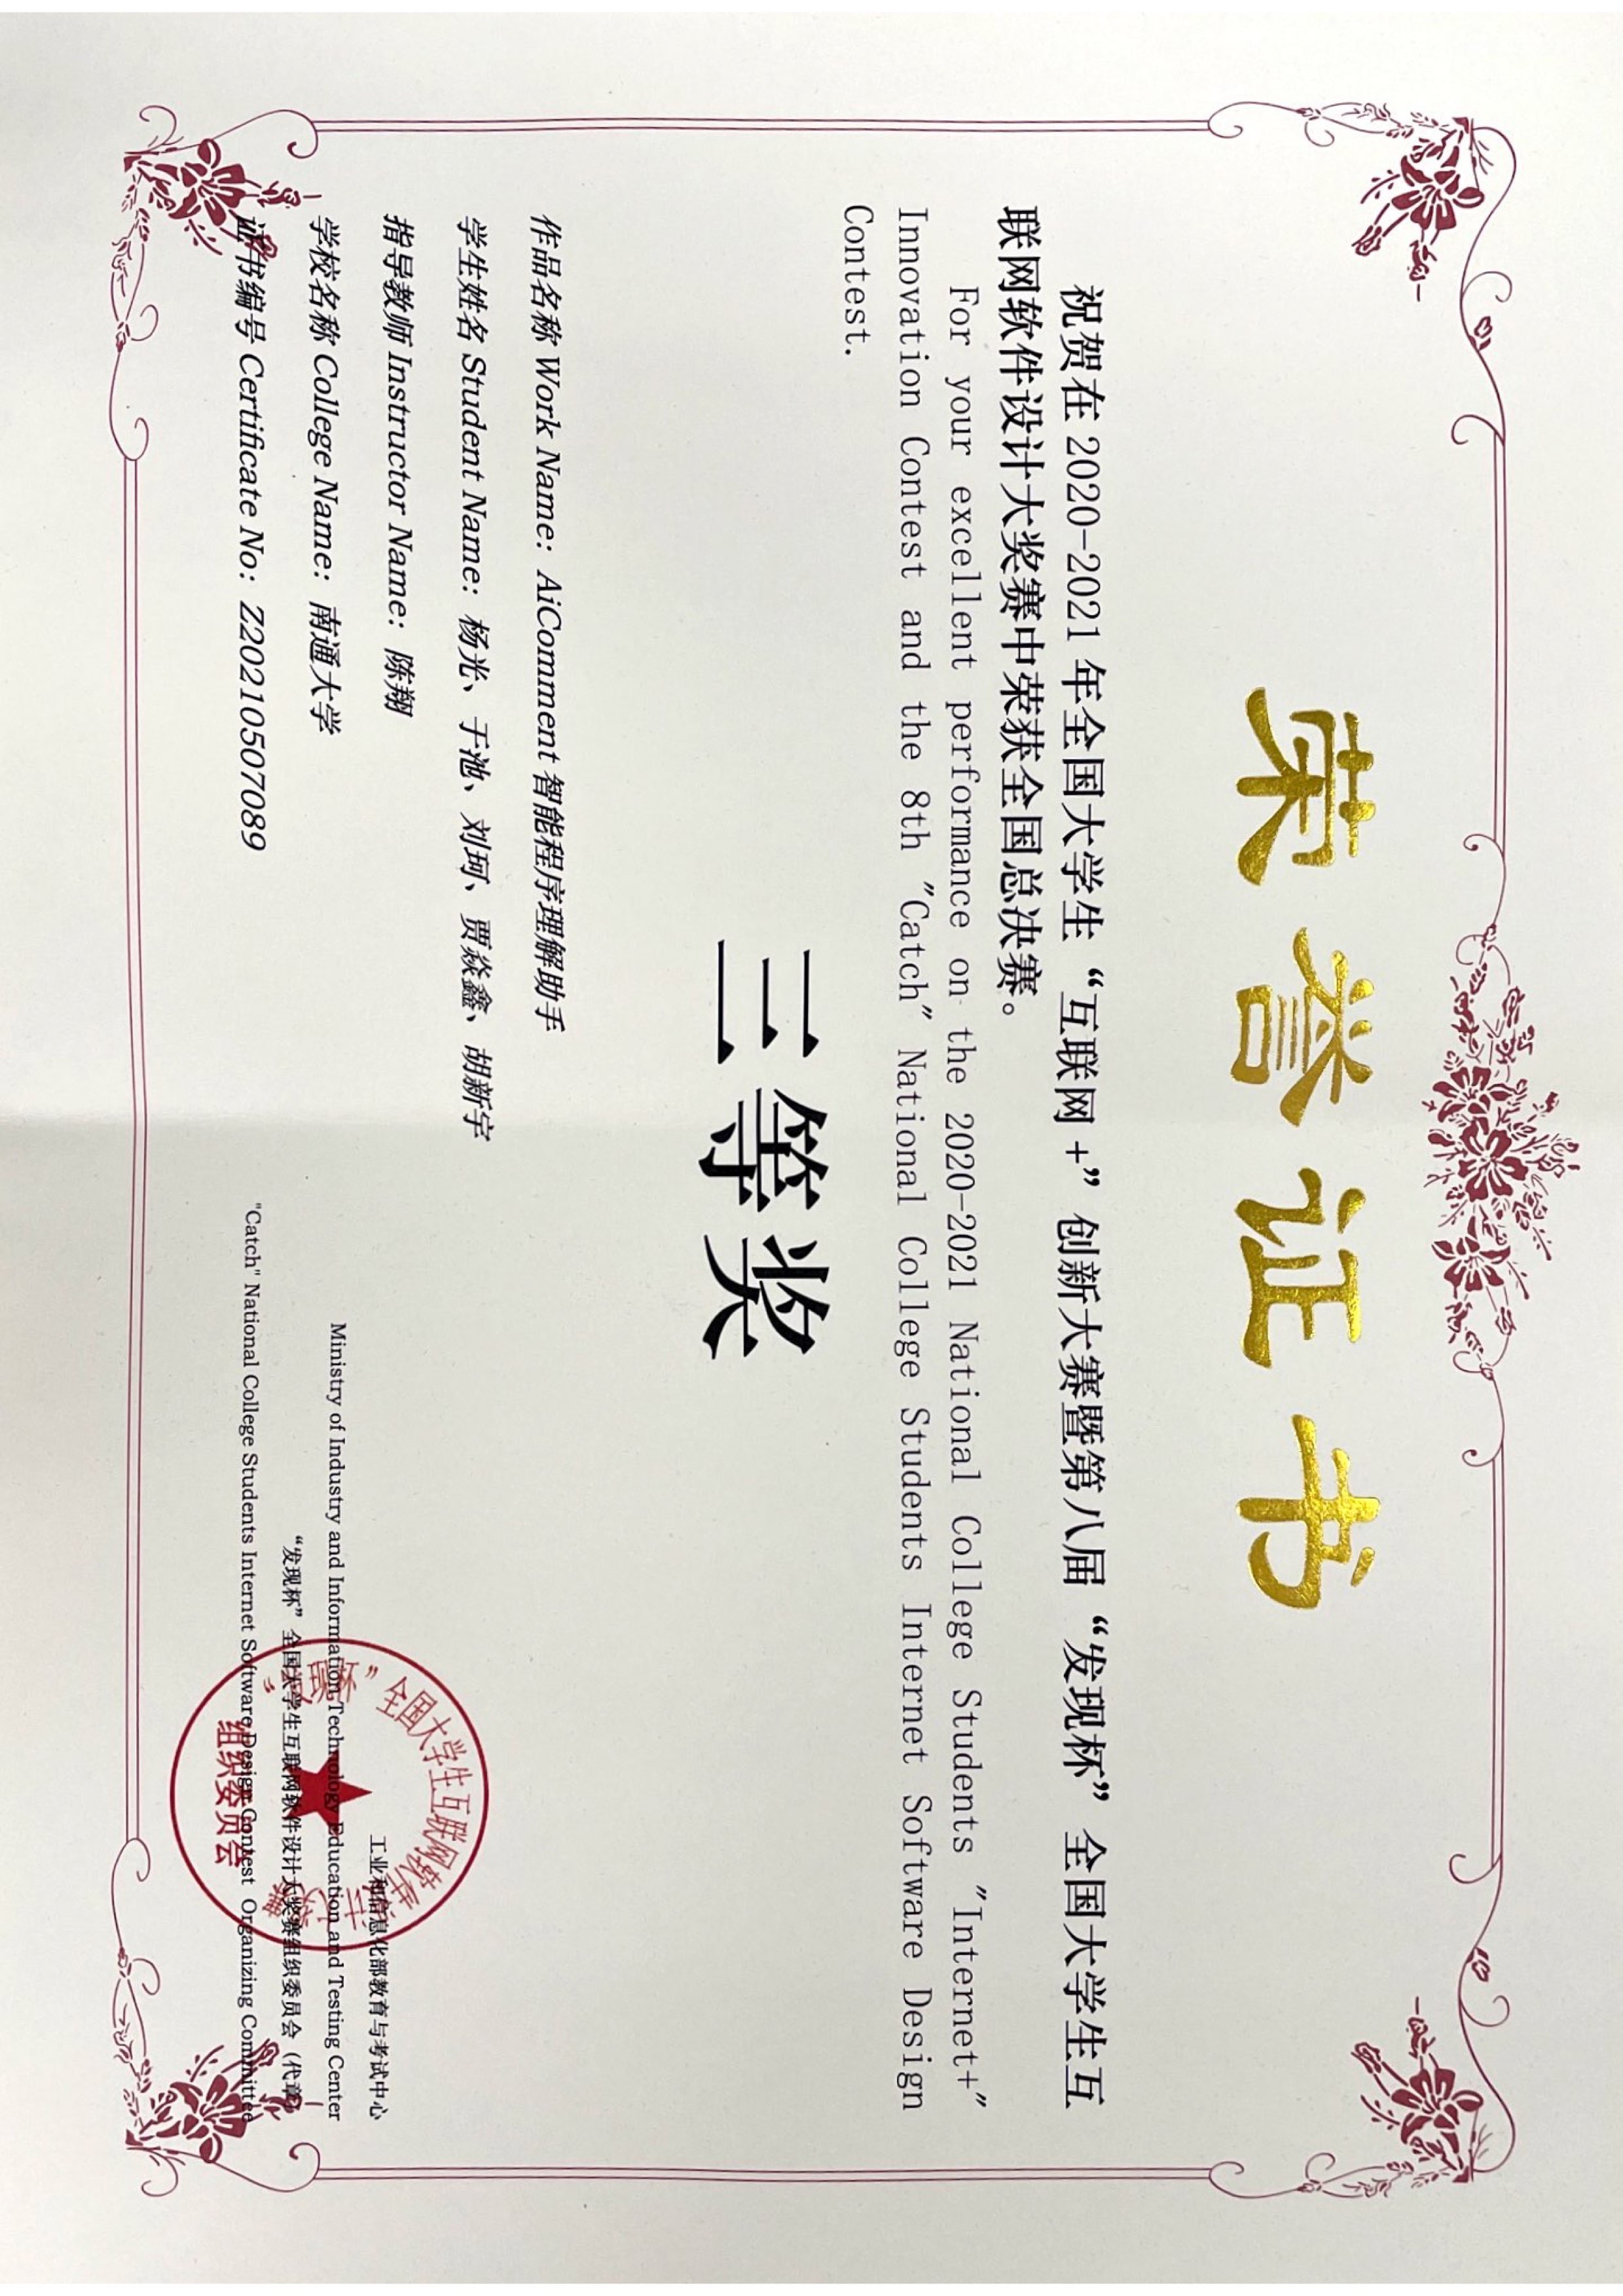 荣誉证书
祝贺在 2020-2021 年全国大学生“互联网 +”创新大赛暨第八届“发现杯”全国大学生互
联网软件设计大奖赛中荣获全国总决赛。
For your excellent performance on the 2020-2021 National College Students "Internet+"
Innovation Contest and the 8th "Catch" National College Students Internet Software Design
Contest.
三等奖
作品名称 Work Name：AiComment 智能程序理解助手
学生姓名 Student Name：杨光、于池、刘珂、贾焱鑫、胡新宇
指导教师 Instructor Name：陈翔
学校名称 College Name：南通大学
证书编号 Certificate No：Z20210507089
工业和信息化部教育与考试中心
Ministry of Industry and Information Technology Education and Testing Center
“发现杯”全国大学生互联网软件设计大奖赛组织委员会（代章）
"Catch" National College Students Internet Software Design Contest Organizing Committee
“发现杯”全国大学生互联网软件设计大奖赛
组织委员会